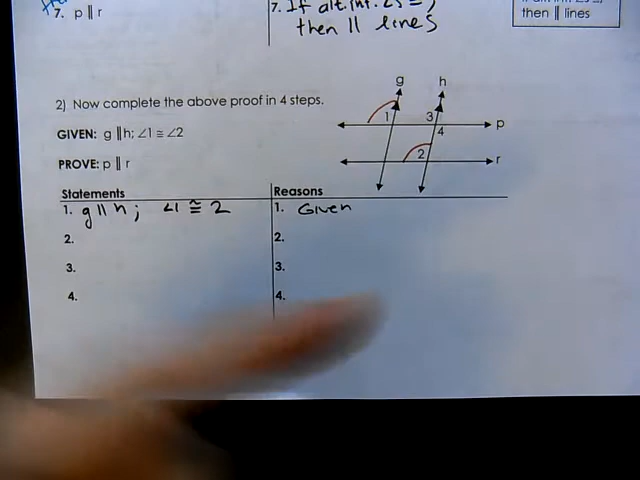 7. p || r
7. If alt. int. ∠s ≅,
then || lines
then || lines
2) Now complete the above proof in 4 steps.
GIVEN: g || h; ∠1 ≅ ∠2
PROVE: p || r
g h
1 3 p
4
2 r
Statements Reasons
1. g || h; ∠1 ≅ 2 1. Given
2. 2.
3. 3.
4. 4.